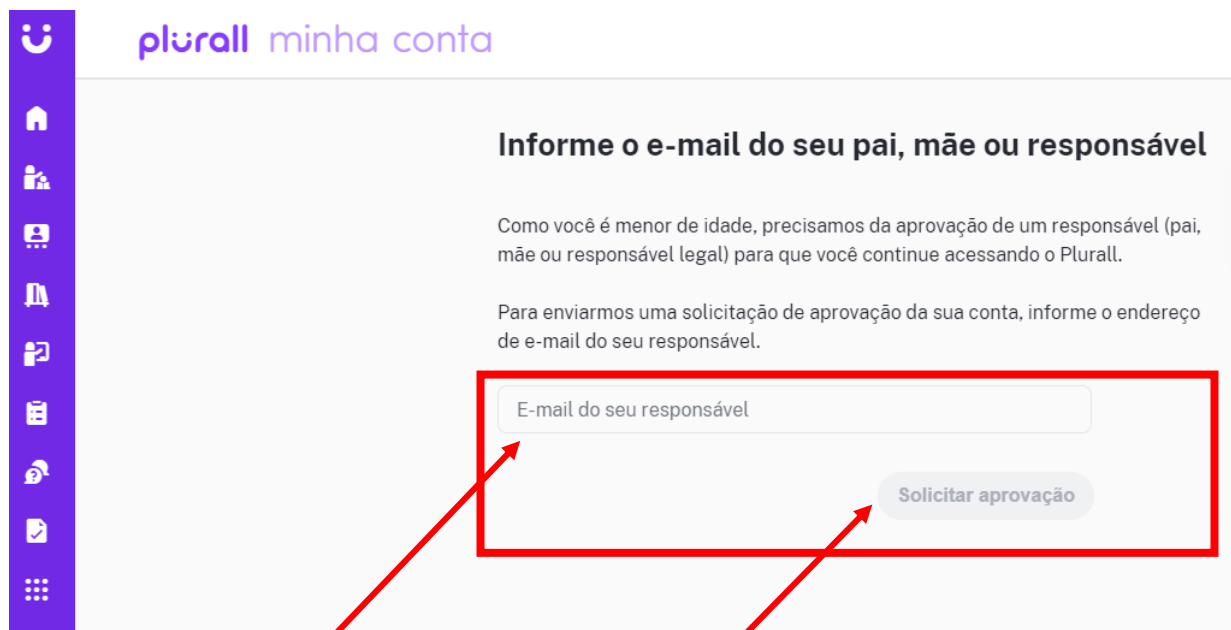 plurall minha conta
Informe o e-mail do seu pai, mãe ou responsável
Como você é menor de idade, precisamos da aprovação de um responsável (pai,
mãe ou responsável legal) para que você continue acessando o Plurall.
Para enviarmos uma solicitação de aprovação da sua conta, informe o endereço
de e-mail do seu responsável.
E-mail do seu responsável
Solicitar aprovação